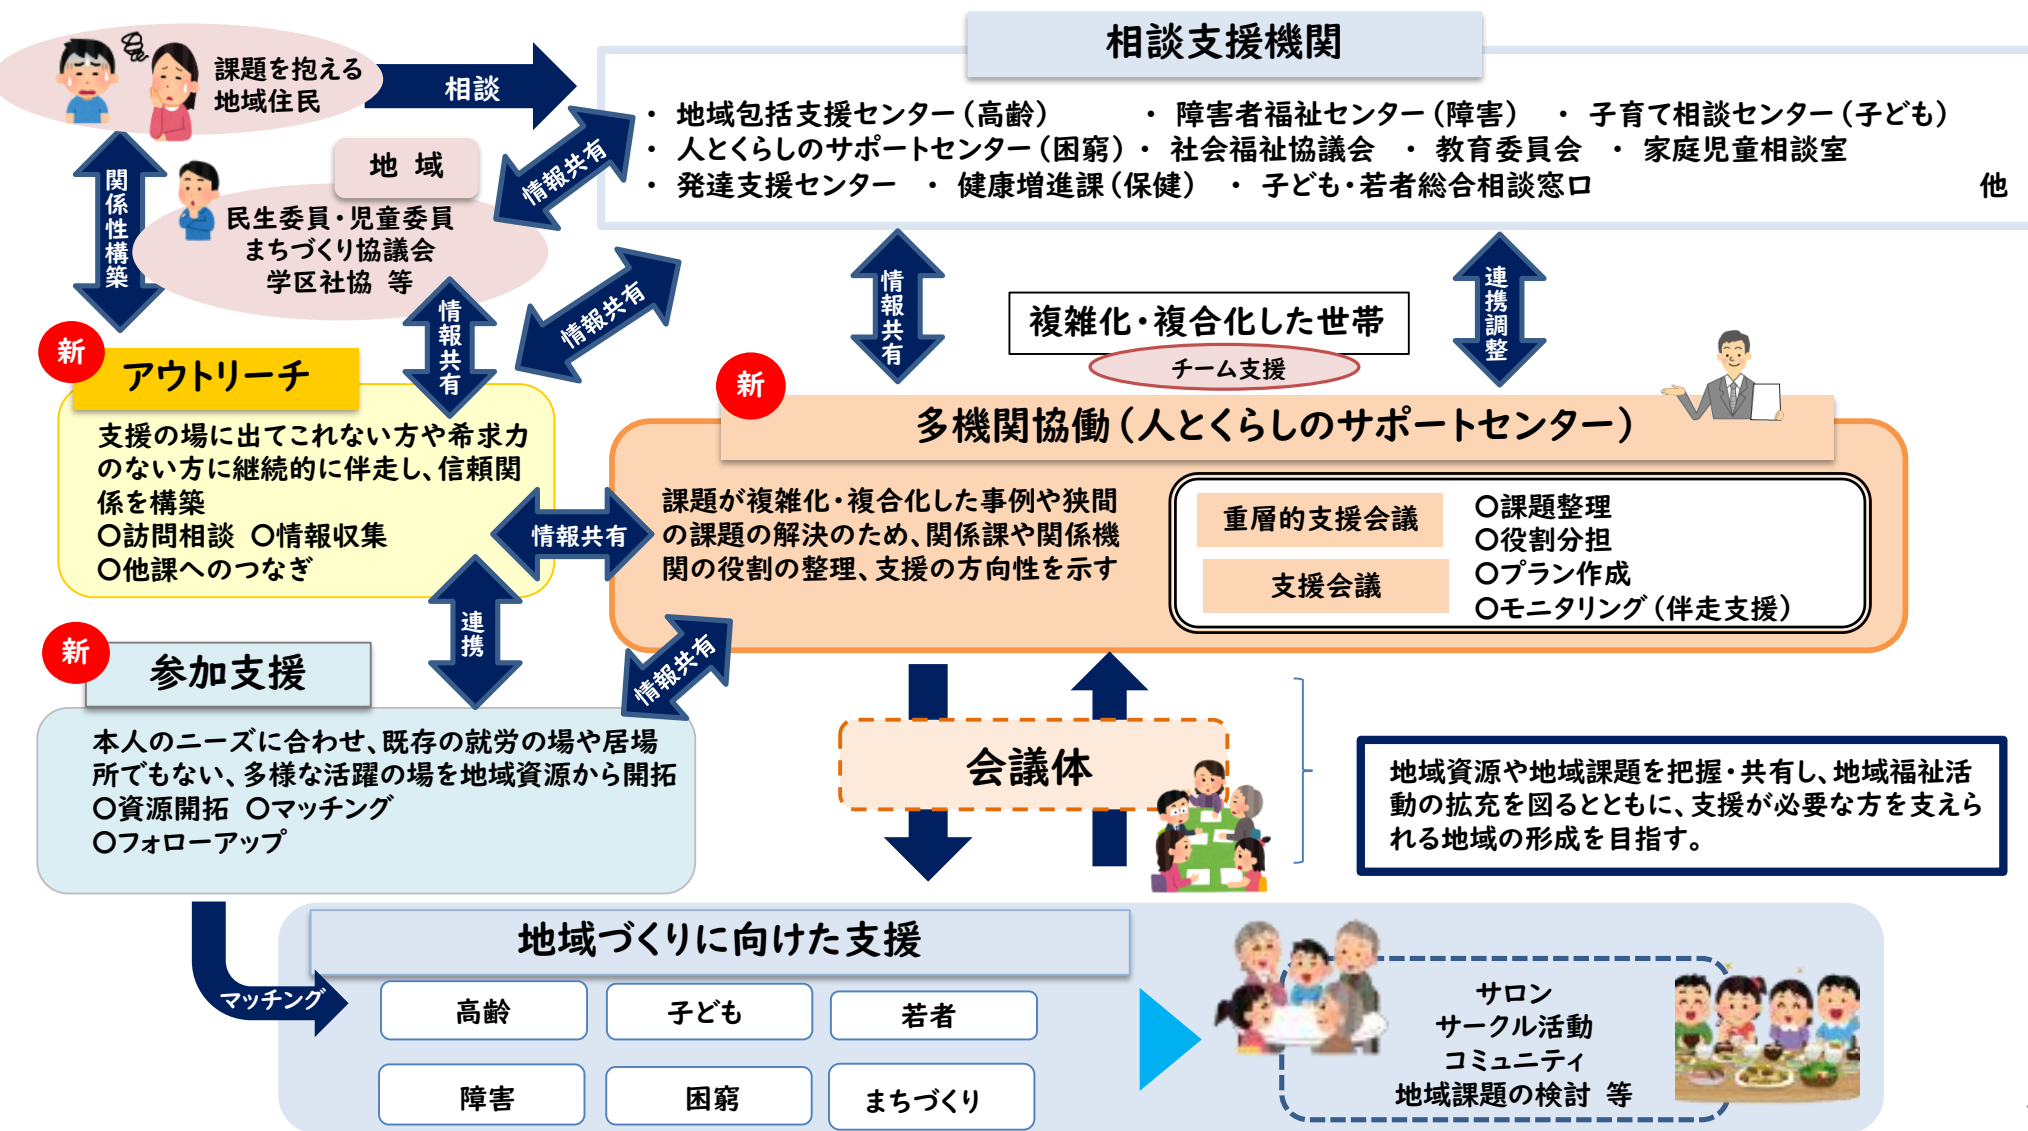 相談支援機関
課題を抱える
地域住民
相談
・ 地域包括支援センター（高齢） ・ 障害者福祉センター（障害） ・ 子育て相談センター（子ども）
・ 人とくらしのサポートセンター（困窮）・ 社会福祉協議会 ・ 教育委員会 ・ 家庭児童相談室
・ 発達支援センター ・ 健康増進課（保健） ・ 子ども・若者総合相談窓口 他
関係性構築
地 域
民生委員・児童委員
まちづくり協議会
学区社協 等
情報共有
情報共有
情報共有
情報共有
連携調整
複雑化・複合化した世帯
チーム支援
新
アウトリーチ
支援の場に出てこれない方や希求力
のない方に継続的に伴走し、信頼関
係を構築
〇訪問相談 〇情報収集
〇他課へのつなぎ
情報共有
新
多機関協働（人とくらしのサポートセンター）
課題が複雑化・複合化した事例や狭間
の課題の解決のため、関係課や関係機
関の役割の整理、支援の方向性を示す
重層的支援会議
支援会議
〇課題整理
〇役割分担
〇プラン作成
〇モニタリング（伴走支援）
連携
情報共有
新
参加支援
本人のニーズに合わせ、既存の就労の場や居場
所でもない、多様な活躍の場を地域資源から開拓
〇資源開拓 〇マッチング
〇フォローアップ
会議体
地域資源や地域課題を把握・共有し、地域福祉活
動の拡充を図るとともに、支援が必要な方を支えら
れる地域の形成を目指す。
マッチング
地域づくりに向けた支援
高齢
子ども
若者
障害
困窮
まちづくり
サロン
サークル活動
コミュニティ
地域課題の検討 等